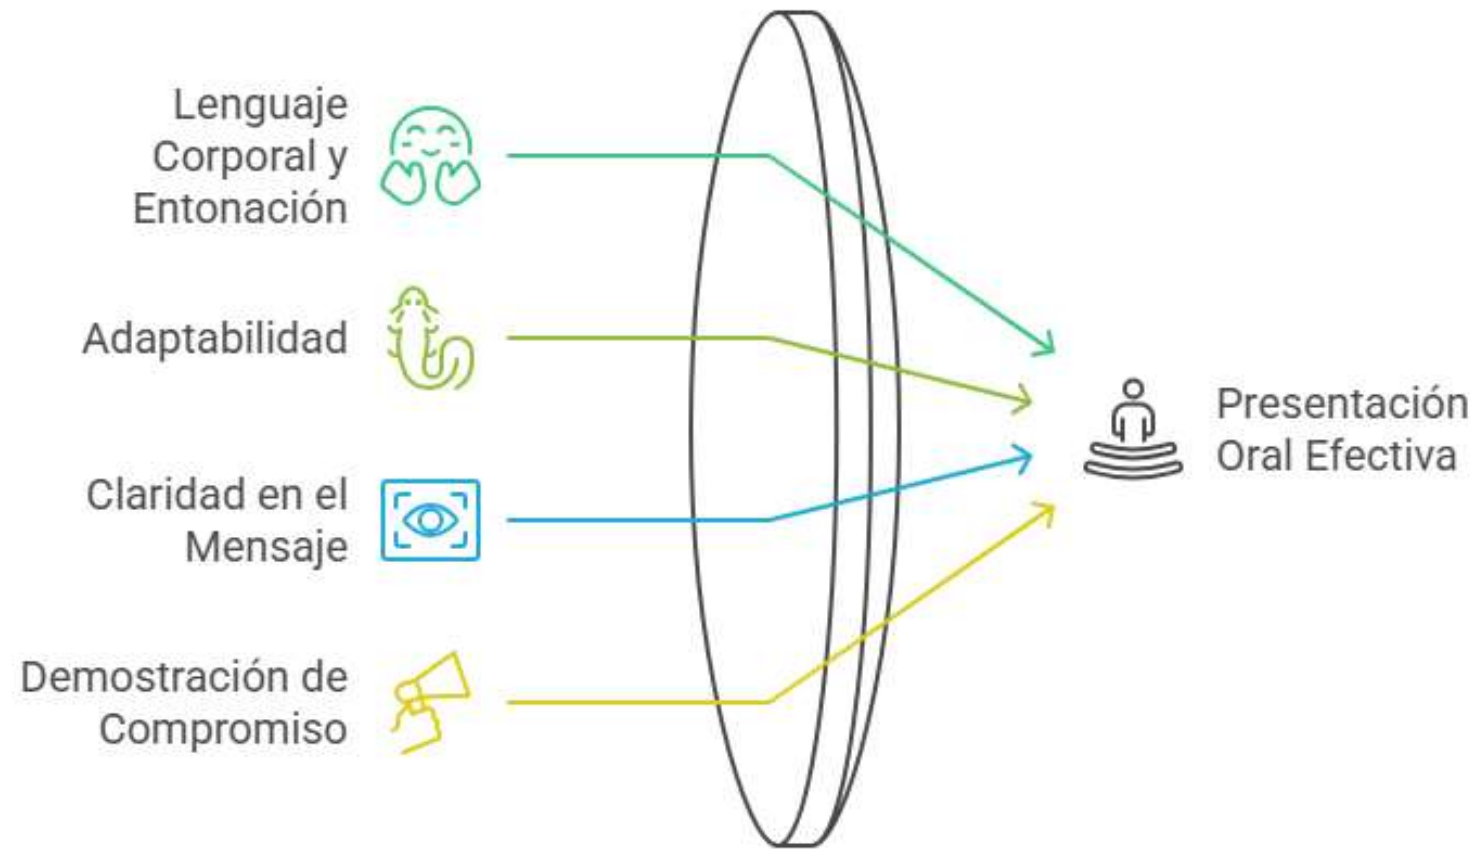 Lenguaje
Corporal y
Entonación
Adaptabilidad
Claridad en el
Mensaje
Demostración de
Compromiso
Presentación
Oral Efectiva